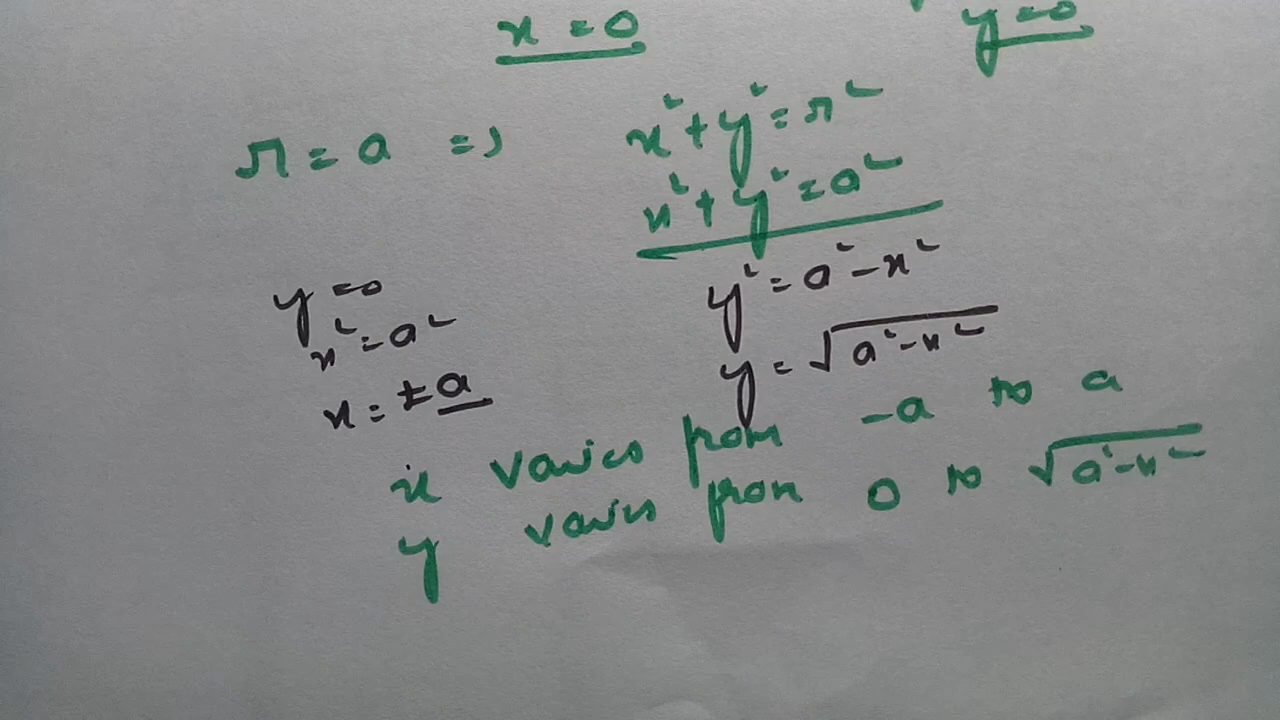 x = 0 y = 0
r = a => x² + y² = r²
x² + y² = a²
y² = a² - x²
y = 0
x² = a²
y = √(a² - x²)
x = ± a
x varies from -a to a
y varies from 0 to √(a² - x²)